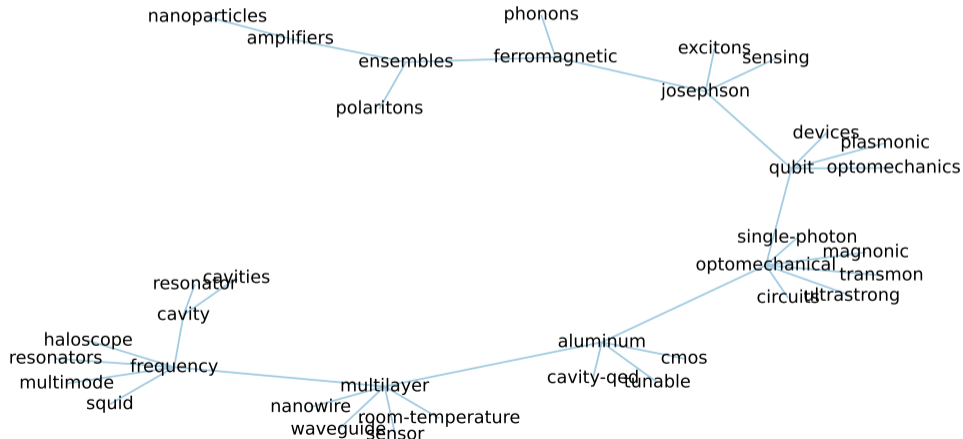 phonons
nanoparticles
amplifiers
excitons
ferromagnetic
sensing
ensembles
josephson
polaritons
devices
plasmonic
qubit
optomechanics
single-photon
magnonic
optomechanical
transmon
cavities
resonator
circuits
ultrastrong
cavity
haloscope
aluminum
resonators
cmos
frequency
cavity-qed
tunable
multimode
multilayer
squid
nanowire
room-temperature
waveguide
sensor